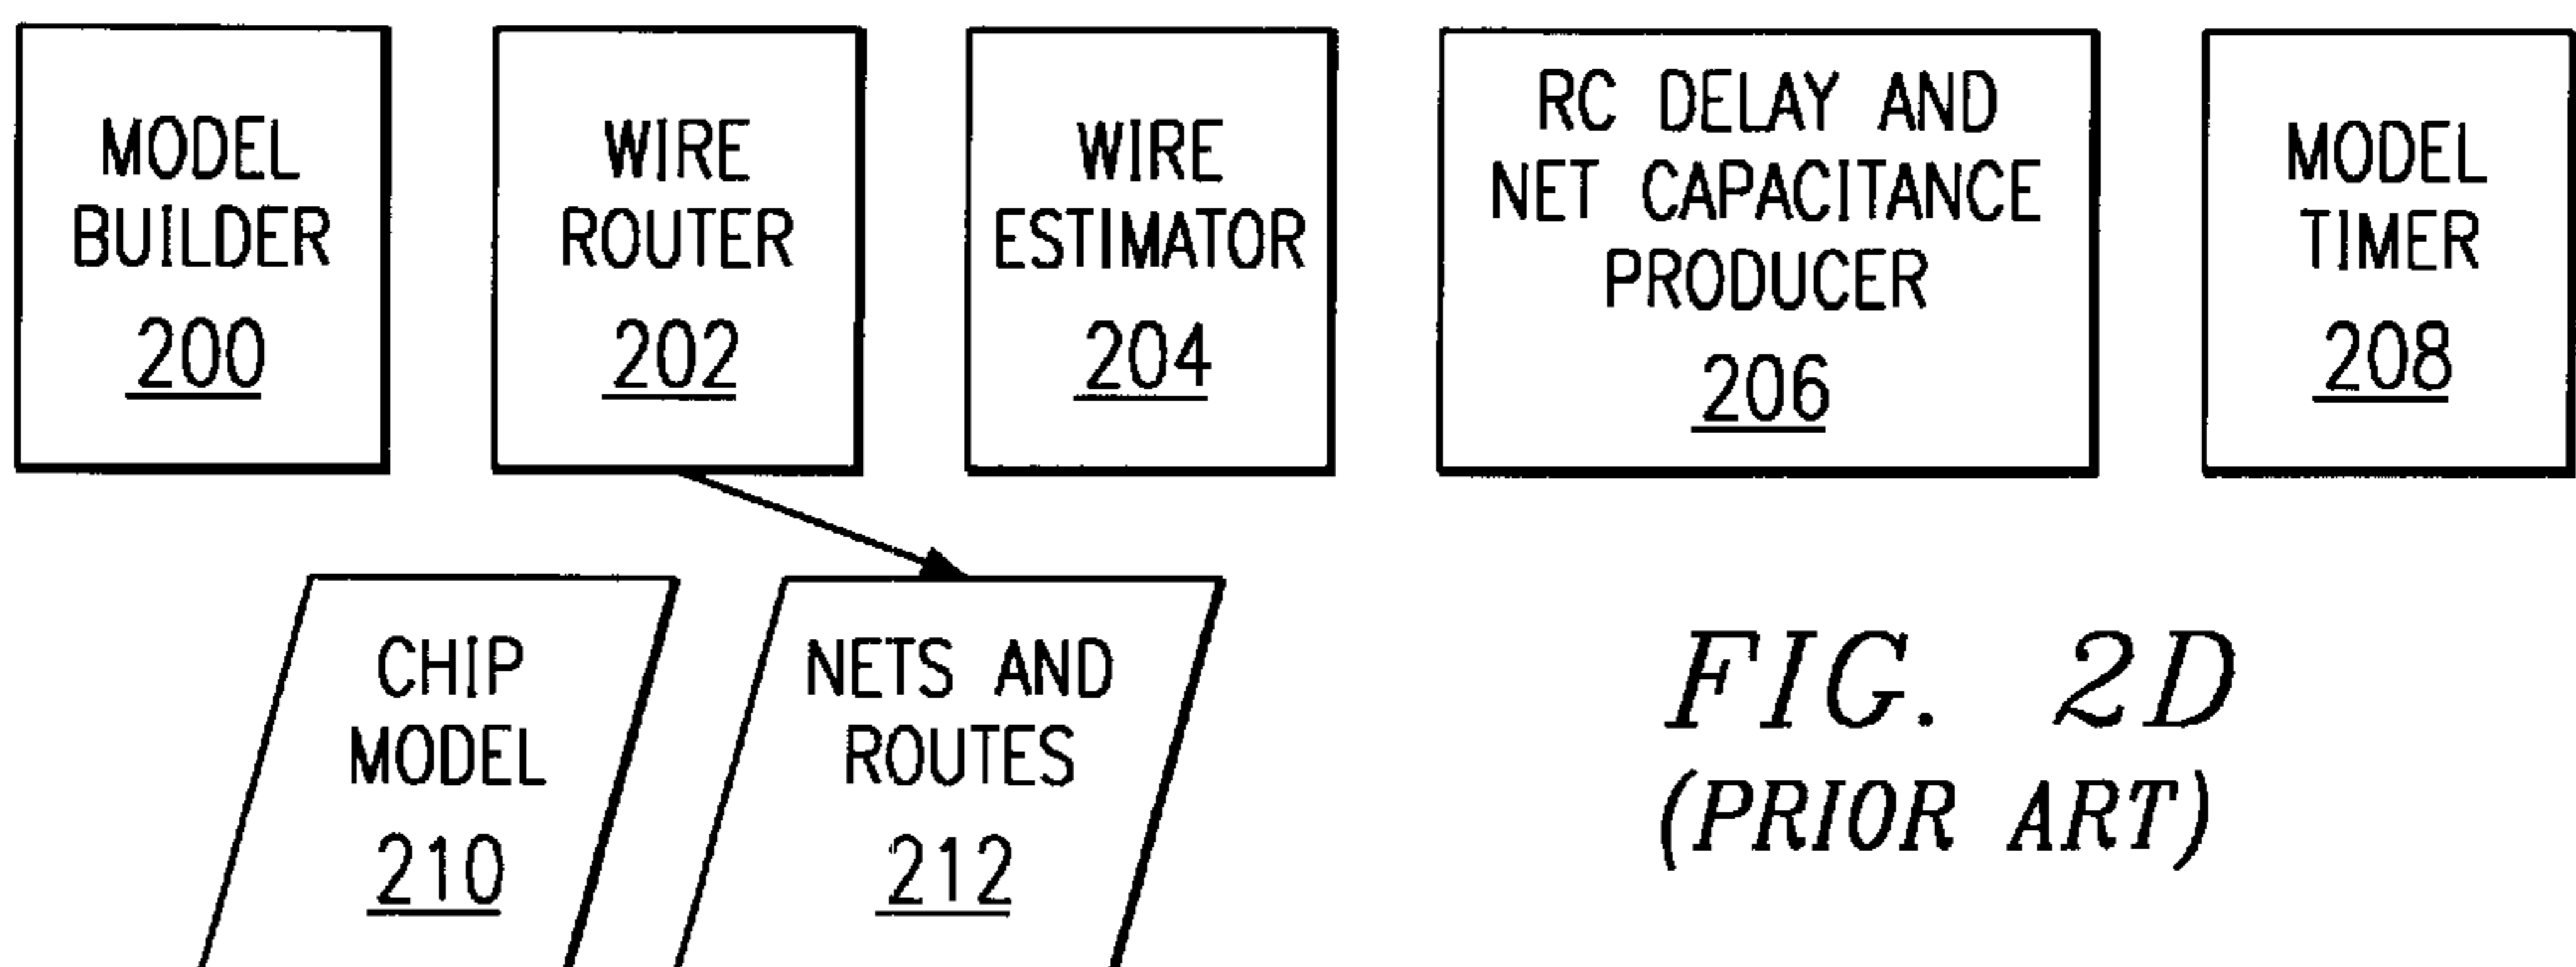 MODEL
BUILDER
200
WIRE
ROUTER
202
WIRE
ESTIMATOR
204
RC DELAY AND
NET CAPACITANCE
PRODUCER
206
MODEL
TIMER
208
CHIP
MODEL
210
NETS AND
ROUTES
212
FIG. 2D
(PRIOR ART)